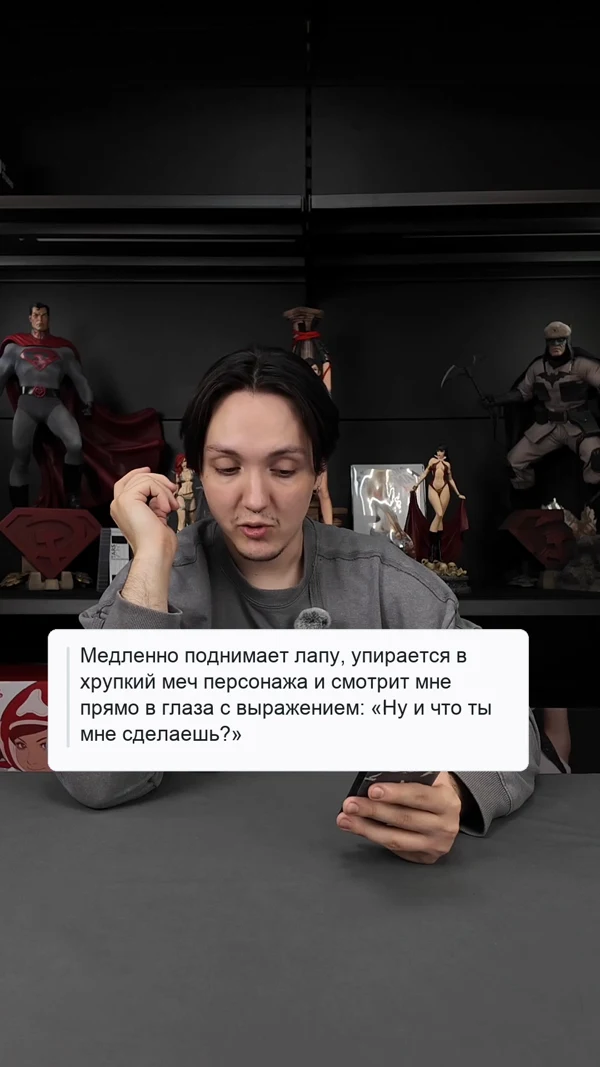 Медленно поднимает лапу, упирается в
хрупкий меч персонажа и смотрит мне
прямо в глаза с выражением: «Ну и что ты
мне сделаешь?»